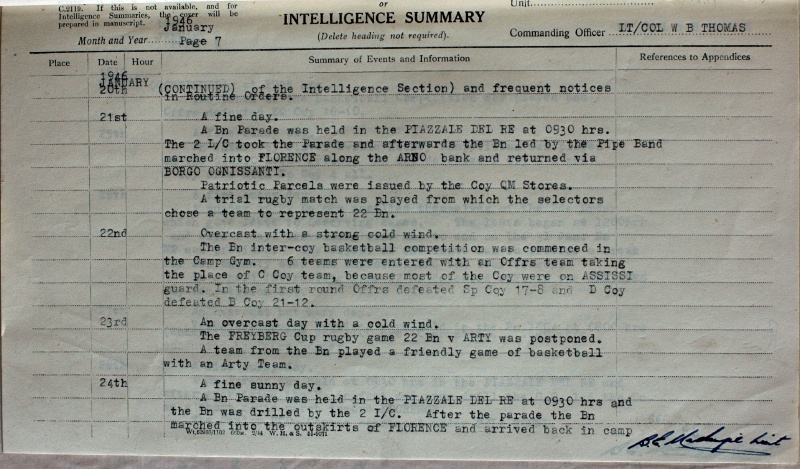 C.2119. If this is not available, and for
Intelligence Summaries, the cover will be
prepared in manuscript.
or
INTELLIGENCE SUMMARY
(Delete heading not required).
Unit
Commanding Officer LT/COL W B THOMAS
1946
January
Month and Year Page 7
Place Date Hour Summary of Events and Information References to Appendices
1946
JANUARY
20th (CONTINUED) of the Intelligence Section) and frequent notices
in Routine Orders.
21st A fine day.
A Bn Parade was held in the PIAZZALE DEL RE at 0930 hrs.
The 2 I/C took the Parade and afterwards the Bn led by the Pipe Band
marched into FLORENCE along the ARNO bank and returned via
BORGO OGNISSANTI.
Patriotic Parcels were issued by the Coy QM Stores.
A trial rugby match was played from which the selectors
chose a team to represent 22 Bn.
22nd Overcast with a strong cold wind.
The Bn inter-coy basketball competition was commenced in
the Camp Gym. 6 teams were entered with an Offrs team taking
the place of C Coy team, because most of the Coy were on ASSISSI
guard. In the first round Offrs defeated Sp Coy 17-8 and D Coy
defeated B Coy 21-12.
23rd An overcast day with a cold wind.
The FREYBERG Cup rugby game 22 Bn v ARTY was postponed.
A team from the Bn played a friendly game of basketball
with an Arty Team.
24th A fine sunny day.
A Bn Parade was held in the PIAZZALE DEL RE at 0930 hrs and
the Bn was drilled by the 2 I/C. After the parade the Bn
marched into the outskirts of FLORENCE and arrived back in camp
W. H. & S.